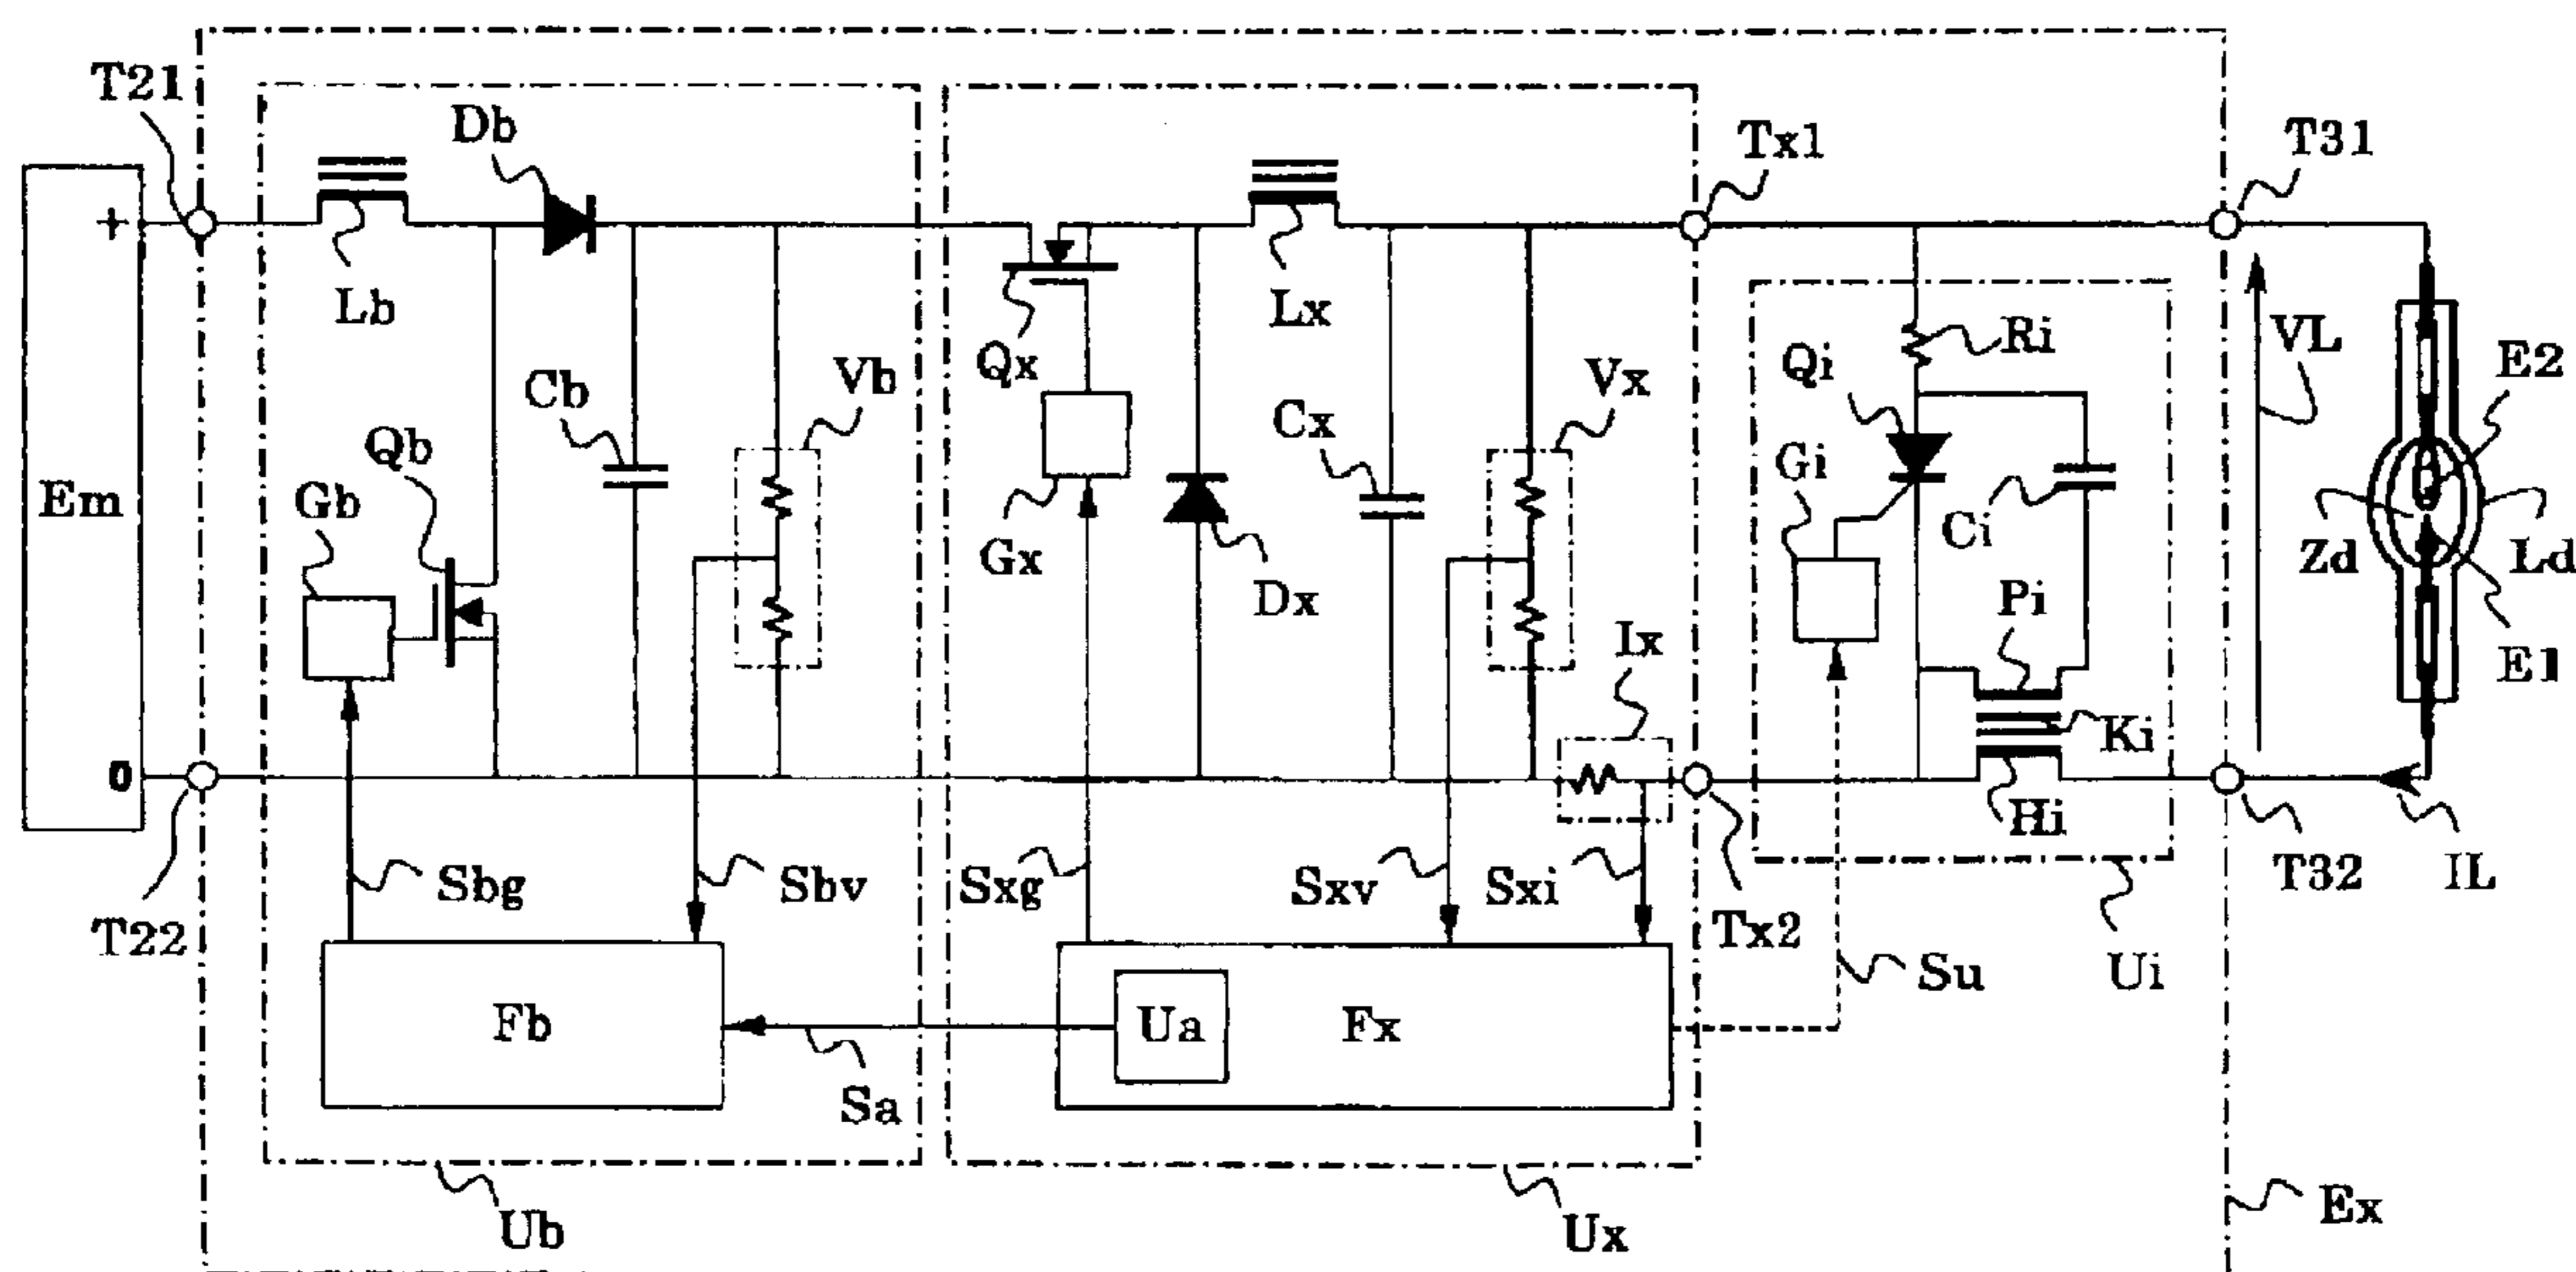 T21
Db
Tx1
T31
+
Lb
Lx
Ri
VL
E2
Qx
Qi
Vb
Vx
Cb
Cx
Qb
Gi
Em
Gb
Ci
Zd
Ld
Gx
Dx
Pi
Ix
E1
Ki
0
Hi
Sbg
Sbv
Sxg
Sxv
Sxi
T32
IL
T22
Tx2
Su
Ui
Fb
Ua
Fx
Sa
Ub
Ux
Ex